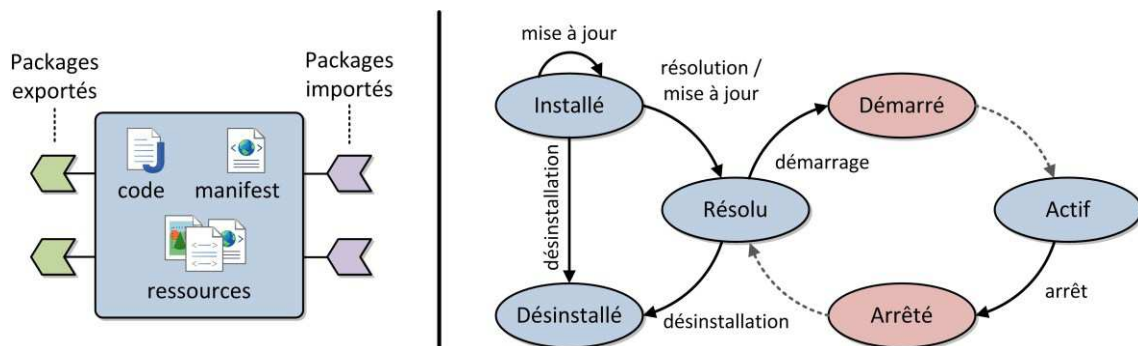 Packages
exportés
Packages
importés
code
manifest
ressources
mise à jour
résolution /
mise à jour
Installé
Démarré
désinstallation
démarrage
Résolu
Actif
Désinstallé
désinstallation
Arrêté
arrêt